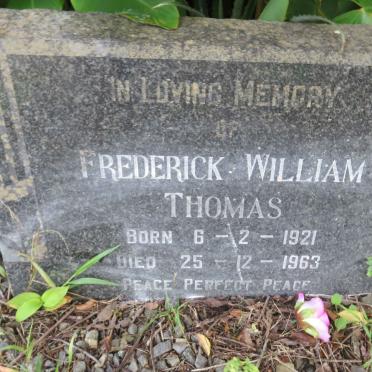 IN LOVING MEMORY
OF
FREDERICK WILLIAM
THOMAS
BORN 6-2-1921
DIED 25-12-1963
PEACE PERFECT PEACE